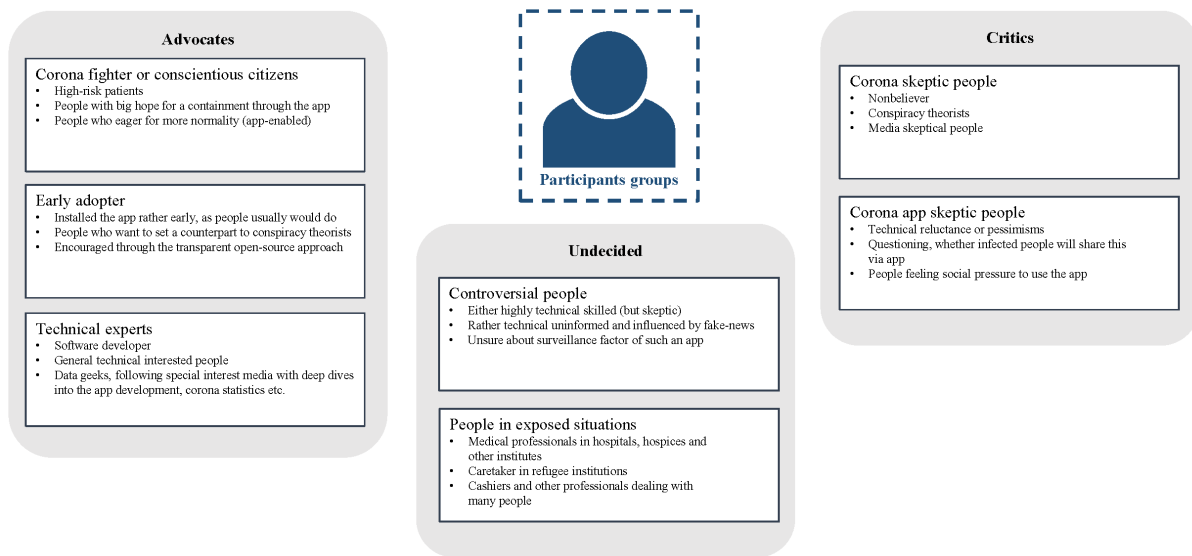 Advocates
Corona fighter or conscientious citizens
• High-risk patients
• People with big hope for a containment through the app
• People who eager for more normality (app-enabled)
Early adopter
• Installed the app rather early, as people usually would do
• People who want to set a counterpart to conspiracy theorists
• Encouraged through the transparent open-source approach
Technical experts
• Software developer
• General technical interested people
• Data geeks, following special interest media with deep dives
into the app development, corona statistics etc.
Participants groups
Undecided
Controversial people
• Either highly technical skilled (but skeptic)
• Rather technical uninformed and influenced by fake-news
• Unsure about surveillance factor of such an app
People in exposed situations
• Medical professionals in hospitals, hospices and
other institutes
• Caretaker in refugee institutions
• Cashiers and other professionals dealing with
many people
Critics
Corona skeptic people
• Nonbeliever
• Conspiracy theorists
• Media skeptical people
Corona app skeptic people
• Technical reluctance or pessimisms
• Questioning, whether infected people will share this
via app
• People feeling social pressure to use the app